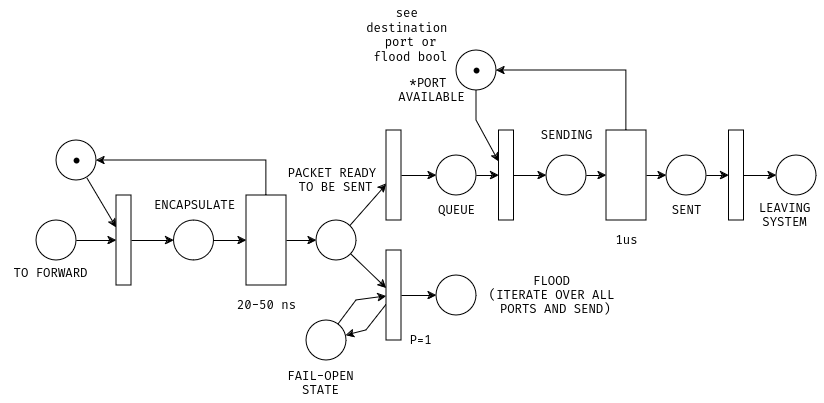 see
destination
port or
flood bool
*PORT
AVAILABLE
SENDING
PACKET READY
TO BE SENT
ENCAPSULATE
QUEUE
SENT
LEAVING
SYSTEM
1us
TO FORWARD
20-50 ns
FLOOD
(ITERATE OVER ALL
PORTS AND SEND)
P=1
FAIL-OPEN
STATE